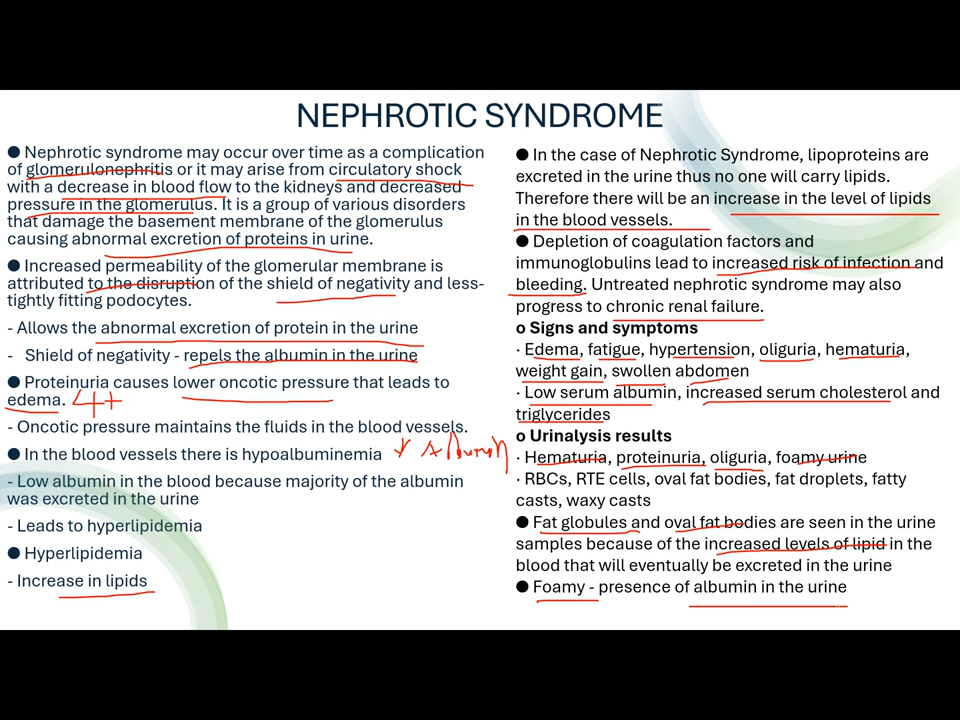 NEPHROTIC SYNDROME
● Nephrotic syndrome may occur over time as a complication
of glomerulonephritis or it may arise from circulatory shock
with a decrease in blood flow to the kidneys and decreased
pressure in the glomerulus. It is a group of various disorders
that damage the basement membrane of the glomerulus
causing abnormal excretion of proteins in urine.
● Increased permeability of the glomerular membrane is
attributed to the disruption of the shield of negativity and less-
tightly fitting podocytes.
- Allows the abnormal excretion of protein in the urine
- Shield of negativity - repels the albumin in the urine
● Proteinuria causes lower oncotic pressure that leads to
edema. 4+
- Oncotic pressure maintains the fluids in the blood vessels.
● In the blood vessels there is hypoalbuminemia ↓ Albumin
- Low albumin in the blood because majority of the albumin
was excreted in the urine
- Leads to hyperlipidemia
● Hyperlipidemia
- Increase in lipids
● In the case of Nephrotic Syndrome, lipoproteins are
excreted in the urine thus no one will carry lipids.
Therefore there will be an increase in the level of lipids
in the blood vessels.
● Depletion of coagulation factors and
immunoglobulins lead to increased risk of infection and
bleeding. Untreated nephrotic syndrome may also
progress to chronic renal failure.
o Signs and symptoms
· Edema, fatigue, hypertension, oliguria, hematuria,
weight gain, swollen abdomen
· Low serum albumin, increased serum cholesterol and
triglycerides
o Urinalysis results
· Hematuria, proteinuria, oliguria, foamy urine
· RBCs, RTE cells, oval fat bodies, fat droplets, fatty
casts, waxy casts
● Fat globules and oval fat bodies are seen in the urine
samples because of the increased levels of lipid in the
blood that will eventually be excreted in the urine
● Foamy - presence of albumin in the urine